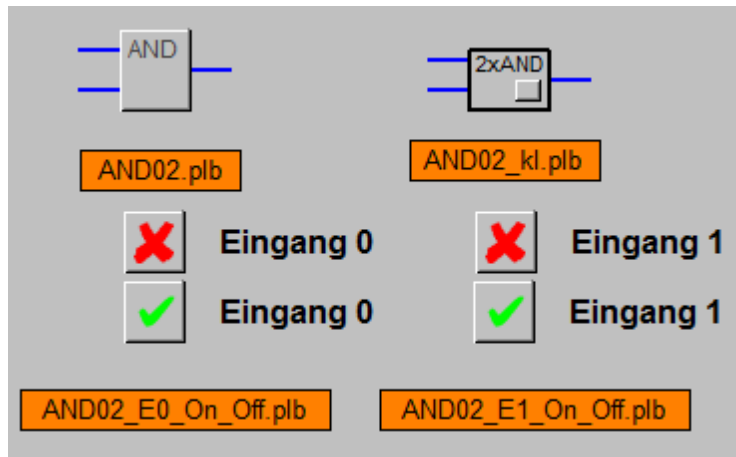 AND
2xAND
AND02.plb
AND02_kl.plb
Eingang 0
Eingang 1
Eingang 0
Eingang 1
AND02_E0_On_Off.plb
AND02_E1_On_Off.plb